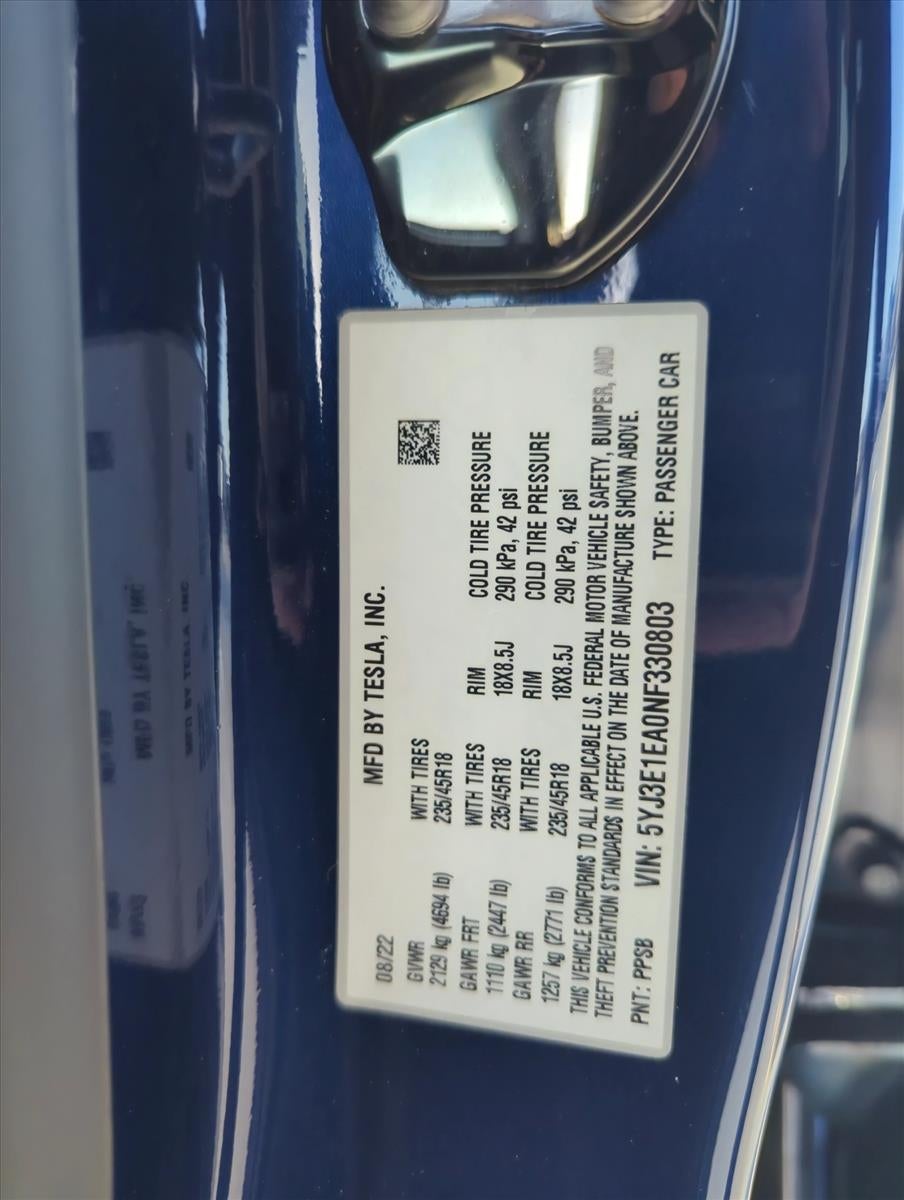 MFD BY TESLA, INC.
08/22
GVWR WITH TIRES
2129 kg (4694 lb) 235/45R18
GAWR FRT WITH TIRES RIM COLD TIRE PRESSURE
1110 kg (2447 lb) 235/45R18 18X8.5J 290 kPa, 42 psi
GAWR RR WITH TIRES RIM COLD TIRE PRESSURE
1257 kg (2771 lb) 235/45R18 18X8.5J 290 kPa, 42 psi
THIS VEHICLE CONFORMS TO ALL APPLICABLE U.S. FEDERAL MOTOR VEHICLE SAFETY, BUMPER, AND
THEFT PREVENTION STANDARDS IN EFFECT ON THE DATE OF MANUFACTURE SHOWN ABOVE.
PNT: PPSB VIN: 5YJ3E1EA0NF330803 TYPE: PASSENGER CAR